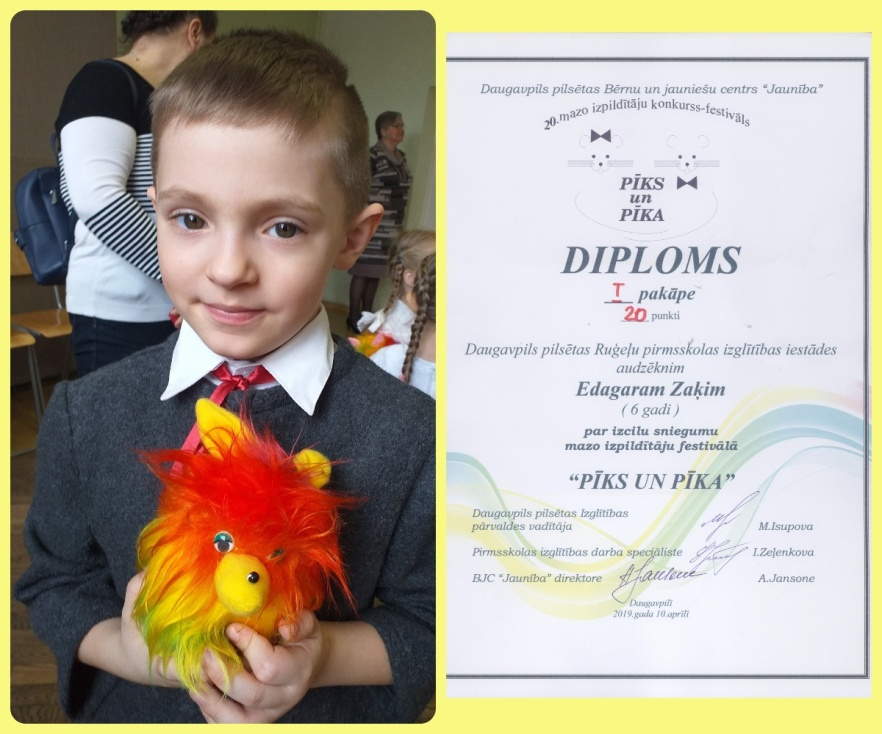 Daugavpils pilsētas Bērnu un jauniešu centrs “Jaunība”
20.mazo izpildītāju konkurss-festivāls
PĪKS
un
PĪKA
DIPLOMS
I pakāpe
20 punkti
Daugavpils pilsētas Ruģeļu pirmsskolas izglītības iestādes
audzēknim
Edagaram Zaķim
( 6 gadi )
par izcilu sniegumu
mazo izpildītāju festivālā
“PĪKS UN PĪKA”
Daugavpils pilsētas Izglītības
pārvaldes vadītāja M.Isupova
Pirmsskolas izglītības darba speciāliste I.Zeļenkova
BJC “Jaunība” direktore A.Jansone
Daugavpilī
2019.gada 10.aprīlī